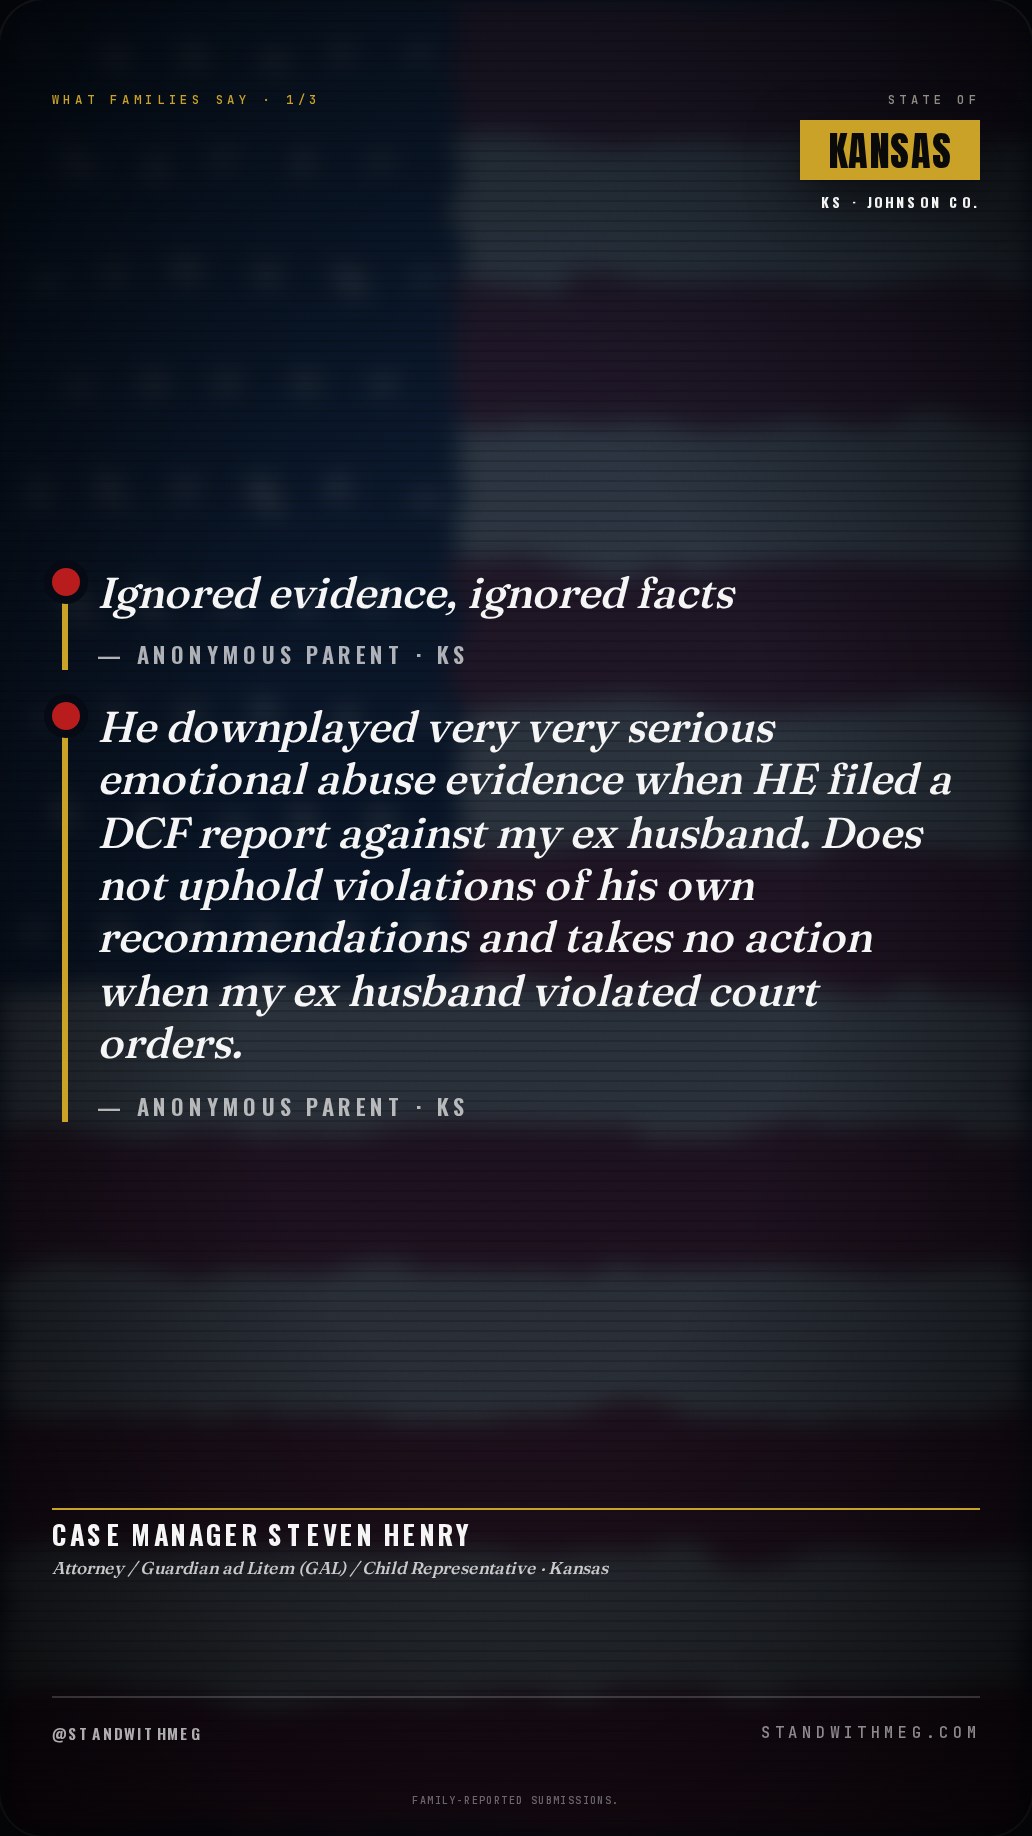 WHAT FAMILIES SAY · 1/3
STATE OF
KANSAS
KS · JOHNSON CO.
Ignored evidence, ignored facts
— ANONYMOUS PARENT · KS
He downplayed very very serious
emotional abuse evidence when HE filed a
DCF report against my ex husband. Does
not uphold violations of his own
recommendations and takes no action
when my ex husband violated court
orders.
— ANONYMOUS PARENT · KS
CASE MANAGER STEVEN HENRY
Attorney / Guardian ad Litem (GAL) / Child Representative · Kansas
@STANDWITHMEG
STANDWITHMEG.COM
FAMILY-REPORTED SUBMISSIONS.